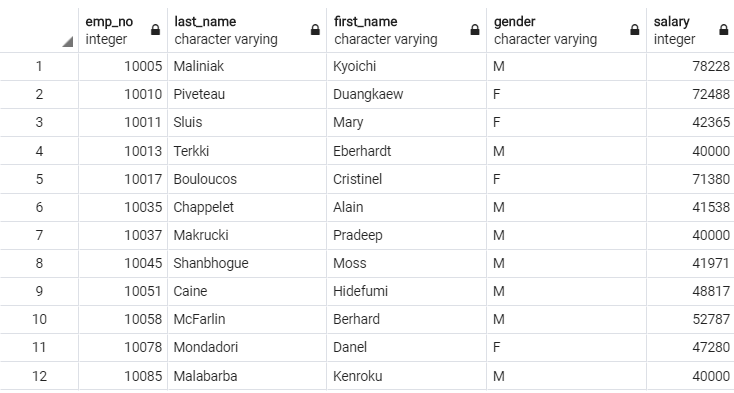 emp_no last_name first_name gender salary
integer character varying character varying character varying integer
1 10005 Maliniak Kyoichi M 78228
2 10010 Piveteau Duangkaew F 72488
3 10011 Sluis Mary F 42365
4 10013 Terkki Eberhardt M 40000
5 10017 Bouloucos Cristinel F 71380
6 10035 Chappelet Alain M 41538
7 10037 Makrucki Pradeep M 40000
8 10045 Shanbhogue Moss M 41971
9 10051 Caine Hidefumi M 48817
10 10058 McFarlin Berhard M 52787
11 10078 Mondadori Danel F 47280
12 10085 Malabarba Kenroku M 40000